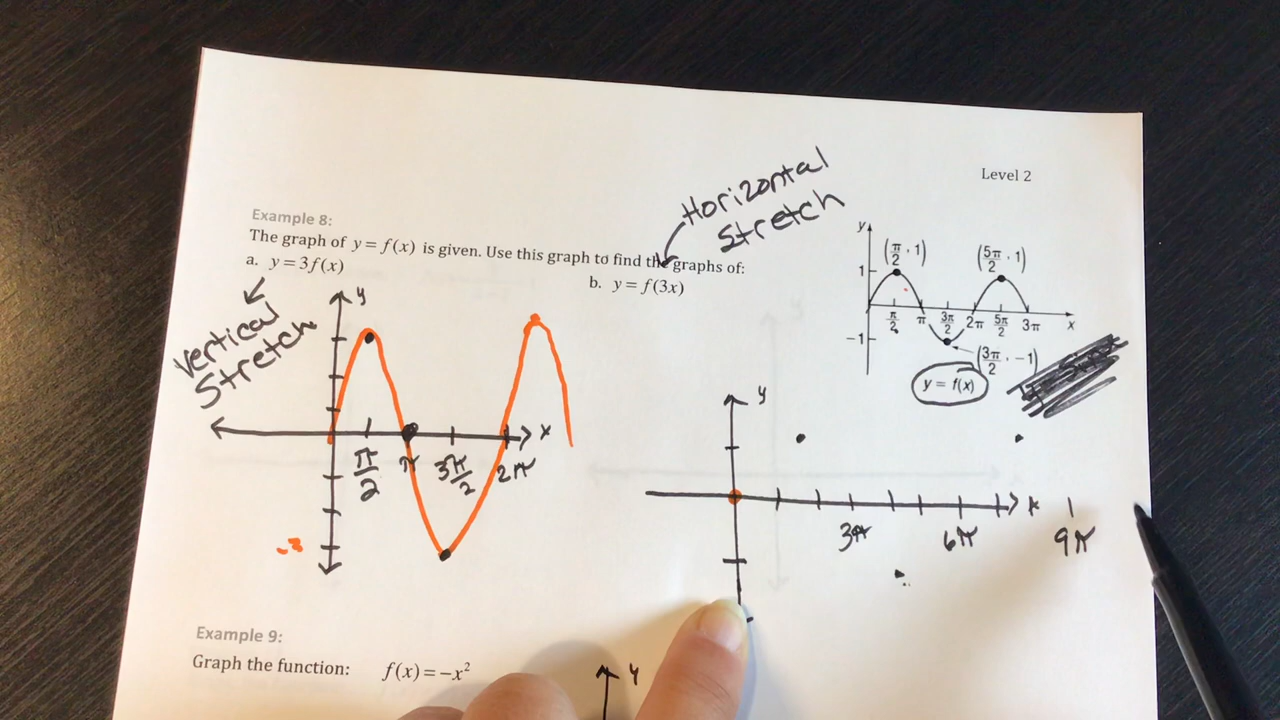 Level 2
Horizontal
Stretch
Example 8:
The graph of y = f(x) is given. Use this graph to find the graphs of:
a. y = 3f(x)
b. y = f(3x)
Vertical
Stretch
y
x
π/2 π 3π/2 2π
-3
y
(π/2, 1) (5π/2, 1)
1
π/2 π 3π/2 2π 5π/2 3π x
-1
(3π/2, -1)
y = f(x)
y
x
3π 6π 9π
Example 9:
Graph the function: f(x) = -x²
y